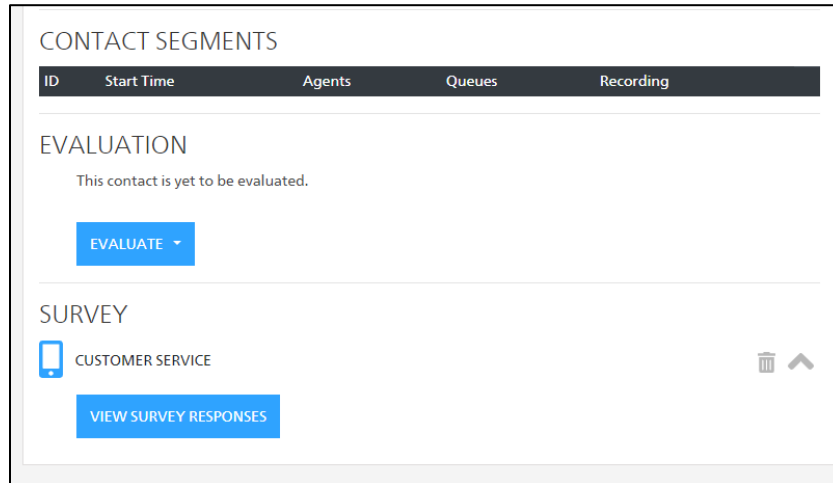 CONTACT SEGMENTS
ID Start Time Agents Queues Recording
EVALUATION
This contact is yet to be evaluated.
EVALUATE
SURVEY
CUSTOMER SERVICE
VIEW SURVEY RESPONSES